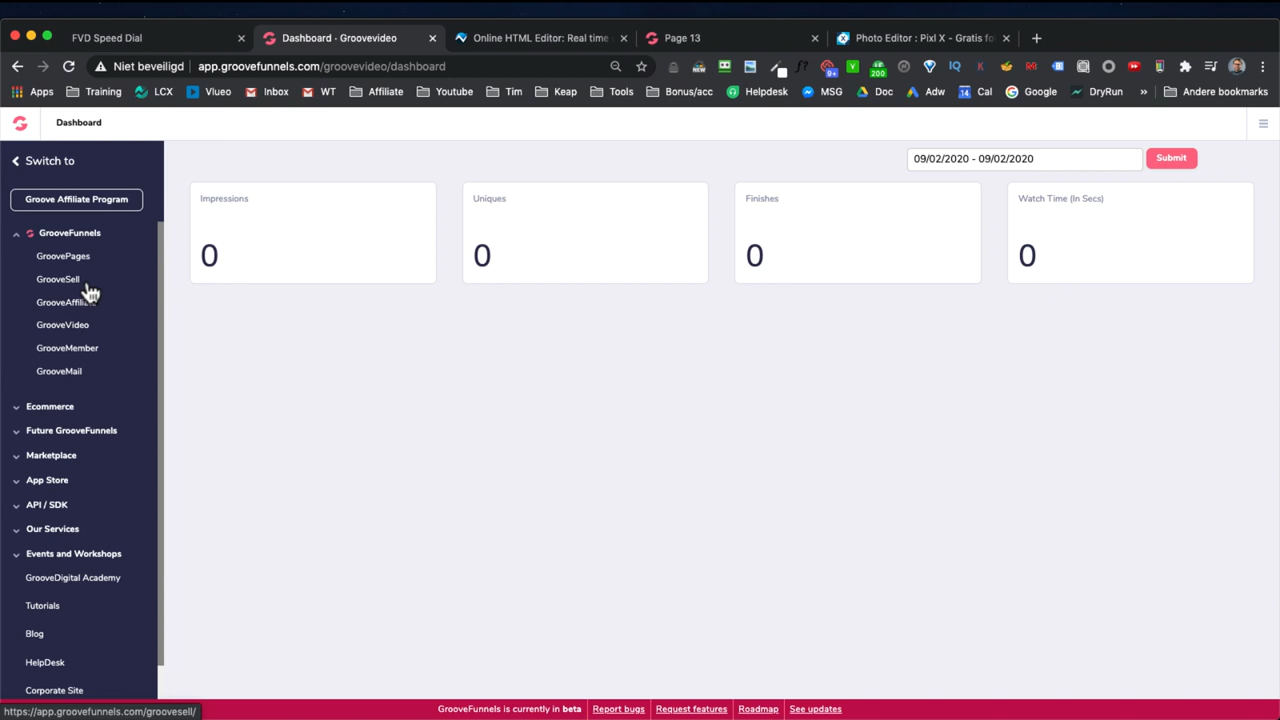 FVD Speed Dial
Dashboard · Groovevideo
Online HTML Editor: Real time
Page 13
Photo Editor : Pixl X - Gratis fo
Niet beveiligd
app.groovefunnels.com/groovevideo/dashboard
Apps
Training
LCX
Vlueo
Inbox
WT
Affiliate
Youtube
Tim
Keap
Tools
Bonus/acc
Helpdesk
MSG
Doc
Adw
Cal
Google
DryRun
»
Andere bookmarks
Dashboard
Switch to
09/02/2020 - 09/02/2020
Submit
Groove Affiliate Program
GrooveFunnels
GroovePages
GrooveSell
GrooveVideo
GrooveMember
GrooveMail
Ecommerce
Future GrooveFunnels
Marketplace
App Store
API / SDK
Our Services
Events and Workshops
GrooveDigital Academy
Tutorials
Blog
HelpDesk
Corporate Site
Impressions
0
Uniques
0
Finishes
0
Watch Time (In Secs)
0
https://app.groovefunnels.com/groovesell/
GrooveFunnels is currently in beta
Report bugs
Request features
Roadmap
See updates